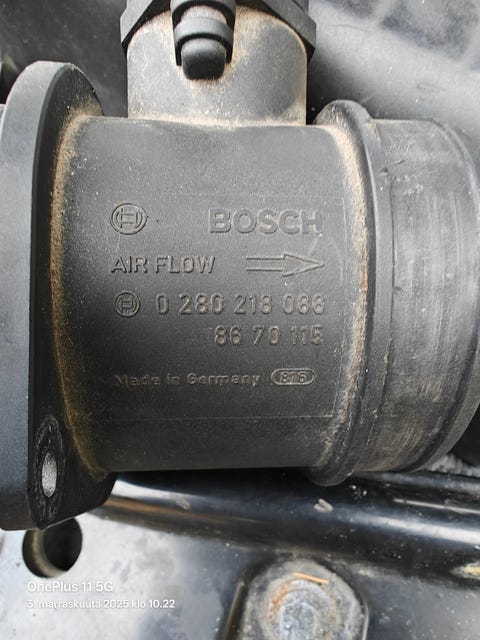 BOSCH
AIR FLOW
0 280 218 088
86 70 115
Made in Germany 816
OnePlus 11 5G
3. marraskuuta 2025 klo 10.22